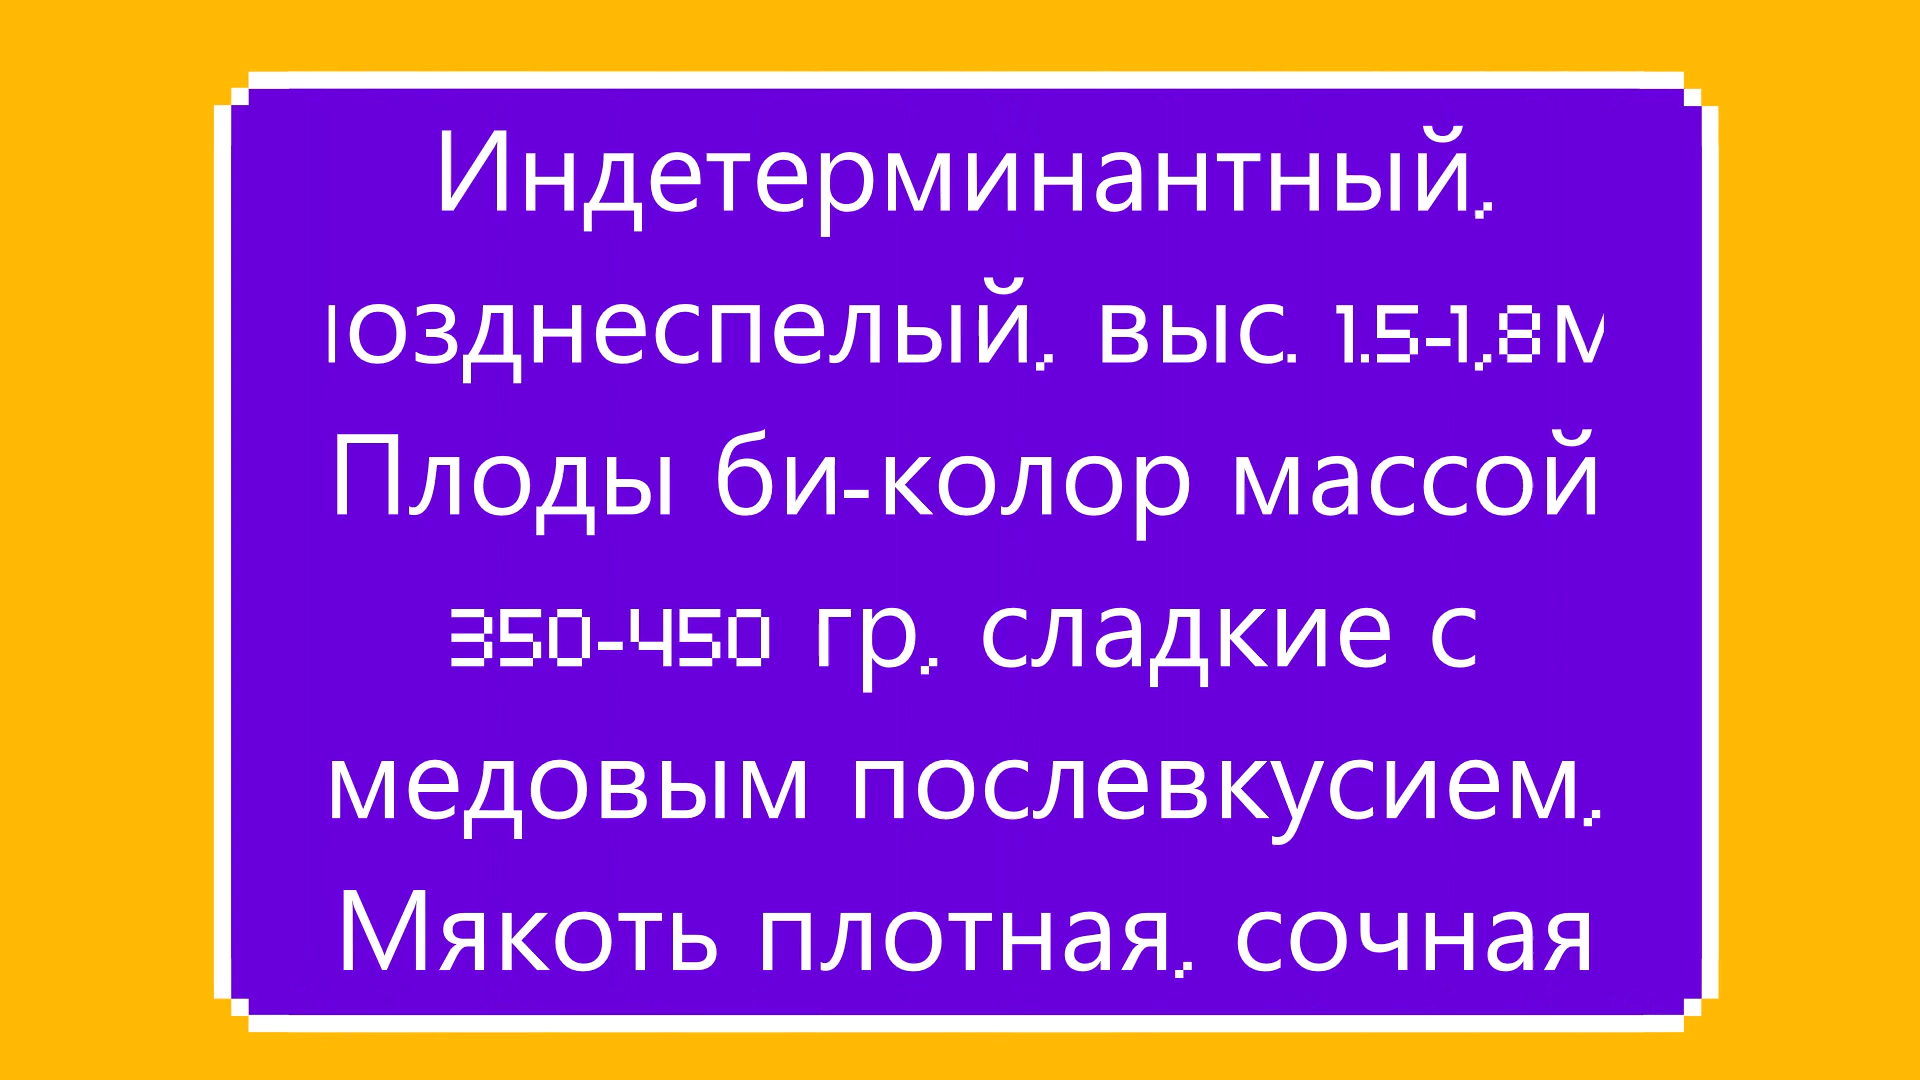 Индетерминантный,
позднеспелый, выс. 1.5-1,8м
Плоды би-колор массой
350-450 гр, сладкие с
медовым послевкусием,
Мякоть плотная, сочная